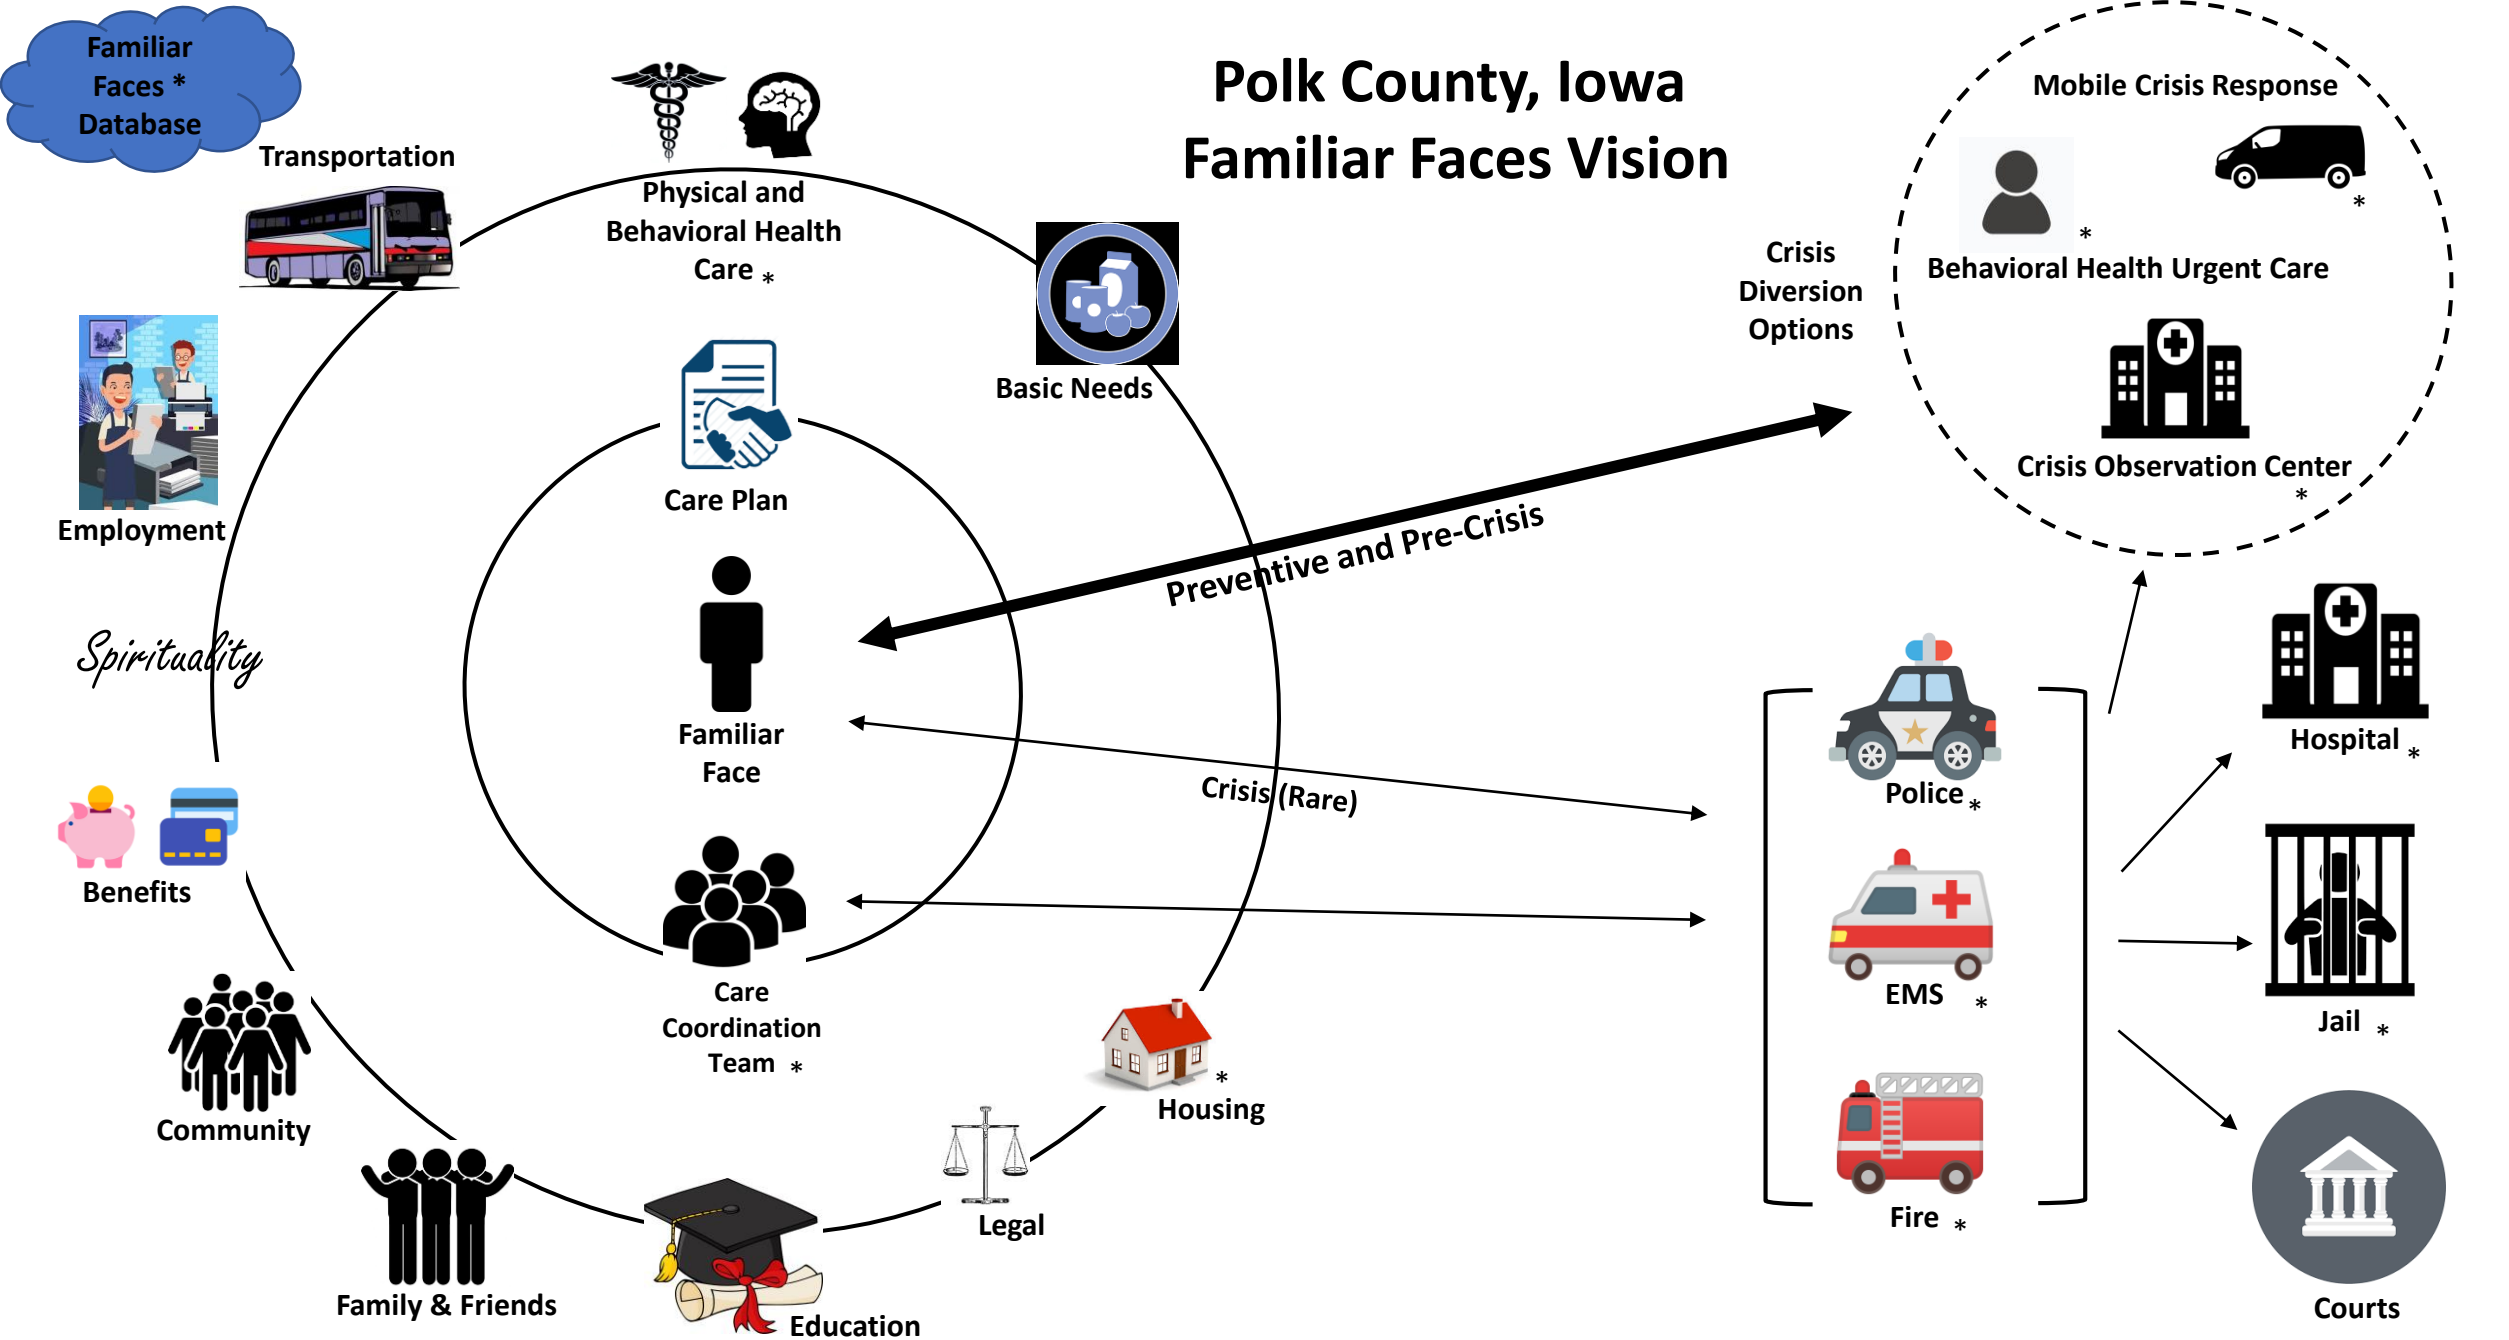 Familiar
Faces *
Database
Polk County, Iowa
Familiar Faces Vision
Transportation
Physical and
Behavioral Health
Care *
Basic Needs
Employment
Spirituality
Benefits
Community
Family & Friends
Education
Legal
*
Housing
Care Plan
Familiar
Face
Care
Coordination
Team *
Preventive and Pre-Crisis
Crisis (Rare)
Crisis
Diversion
Options
Mobile Crisis Response
*
*
Behavioral Health Urgent Care
Crisis Observation Center
*
Police *
EMS *
Fire *
Hospital *
Jail *
Courts